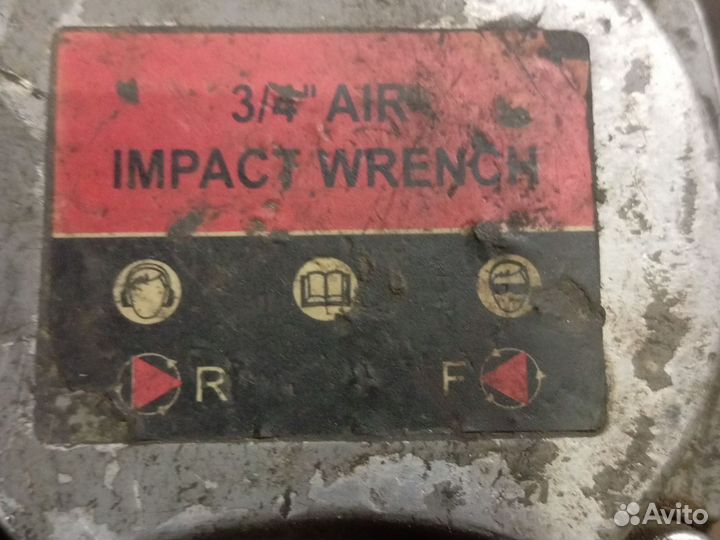 3/4" AIR
IMPACT WRENCH
R F
Avito